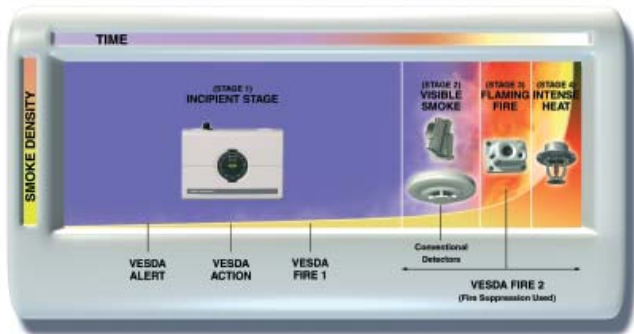 TIME
SMOKE DENSITY
(STAGE 1)
INCIPIENT STAGE
(STAGE 2)
VISIBLE
SMOKE
(STAGE 3)
FLAMING
FIRE
(STAGE 4)
INTENSE
HEAT
VESDA
ALERT
VESDA
ACTION
VESDA
FIRE 1
Conventional
Detectors
VESDA FIRE 2
(Fire Suppression Used)